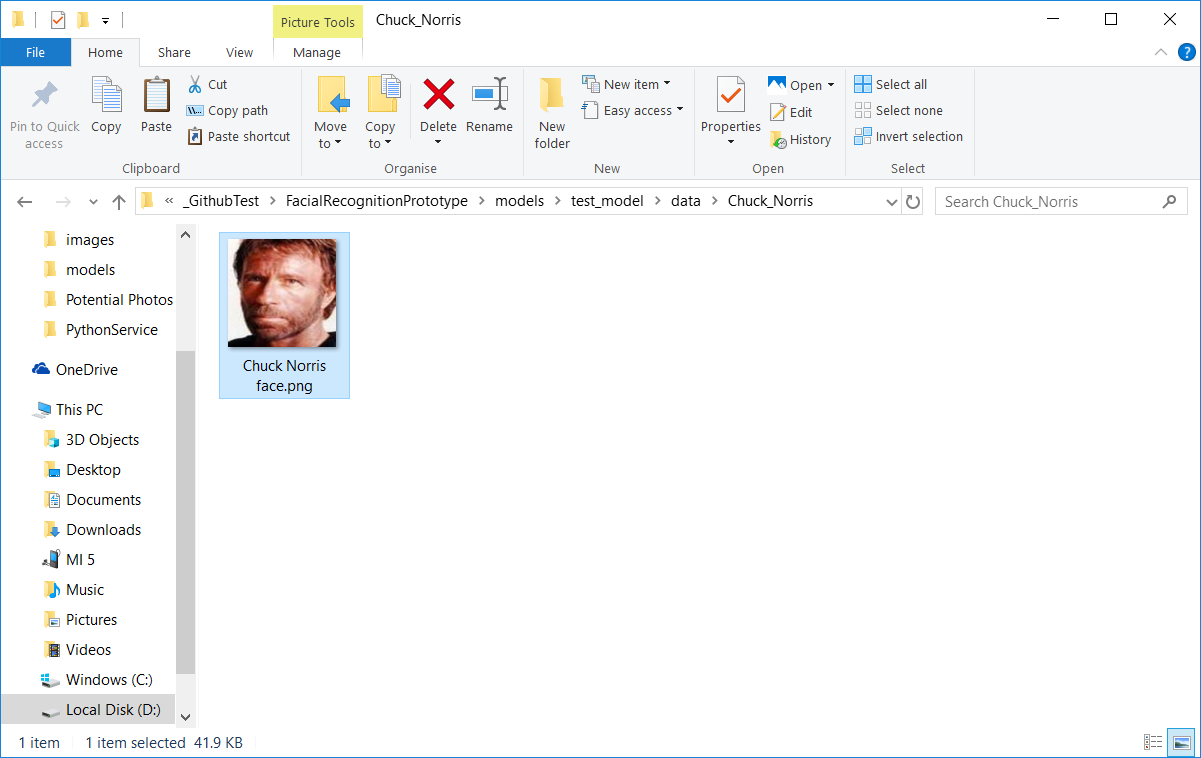 Picture Tools
Chuck_Norris
File
Home
Share
View
Manage
Pin to Quick access
Copy
Paste
Cut
Copy path
Paste shortcut
Clipboard
Move to
Copy to
Delete
Rename
Organise
New folder
New item
Easy access
New
Properties
Open
Edit
History
Open
Select all
Select none
Invert selection
Select
« _GithubTest > FacialRecognitionPrototype > models > test_model > data > Chuck_Norris
Search Chuck_Norris
images
models
Potential Photos
PythonService
OneDrive
This PC
3D Objects
Desktop
Documents
Downloads
MI 5
Music
Pictures
Videos
Windows (C:)
Local Disk (D:)
Chuck Norris
face.png
1 item
1 item selected 41.9 KB